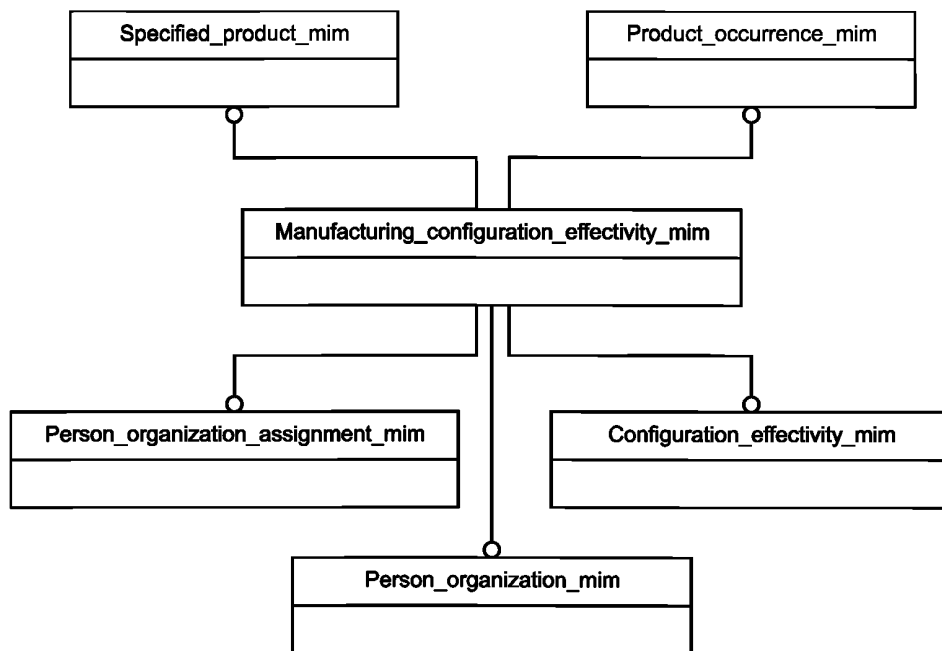 Specified_product_mim
Product_occurrence_mim
Manufacturing_configuration_effectivity_mim
Person_organization_assignment_mim
Configuration_effectivity_mim
Person_organization_mim